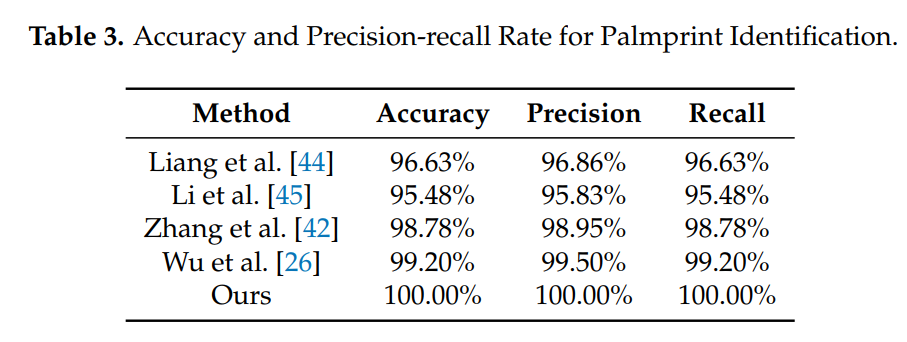 Table 3. Accuracy and Precision-recall Rate for Palmprint Identification.
Method Accuracy Precision Recall
Liang et al. [44] 96.63% 96.86% 96.63%
Li et al. [45] 95.48% 95.83% 95.48%
Zhang et al. [42] 98.78% 98.95% 98.78%
Wu et al. [26] 99.20% 99.50% 99.20%
Ours 100.00% 100.00% 100.00%